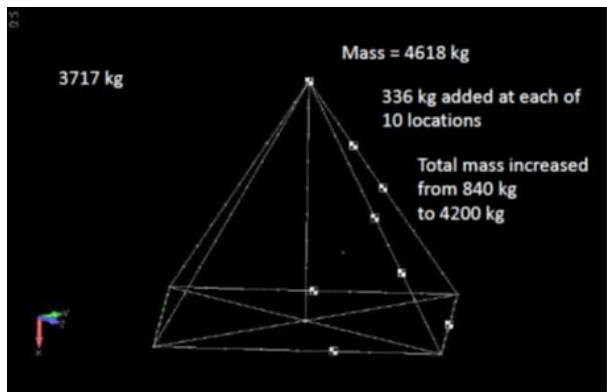 Mass = 4618 kg
3717 kg
336 kg added at each of
10 locations
Total mass increased
from 840 kg
to 4200 kg
Y
Z
X